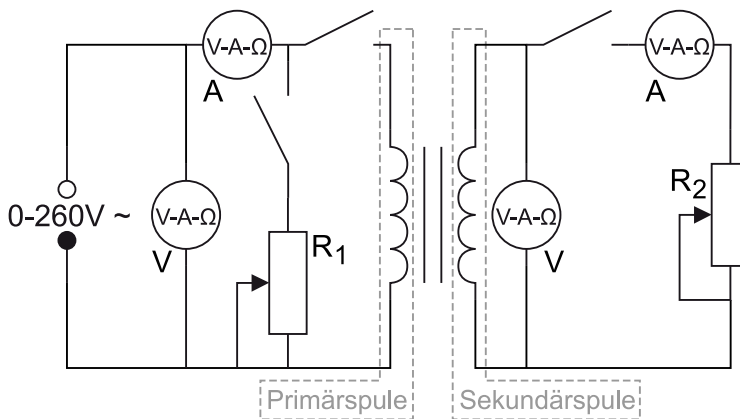 V-A-Ω
A
V-A-Ω
A
0-260V ~
V-A-Ω
V
R1
V-A-Ω
V
R2
Primärspule
Sekundärspule